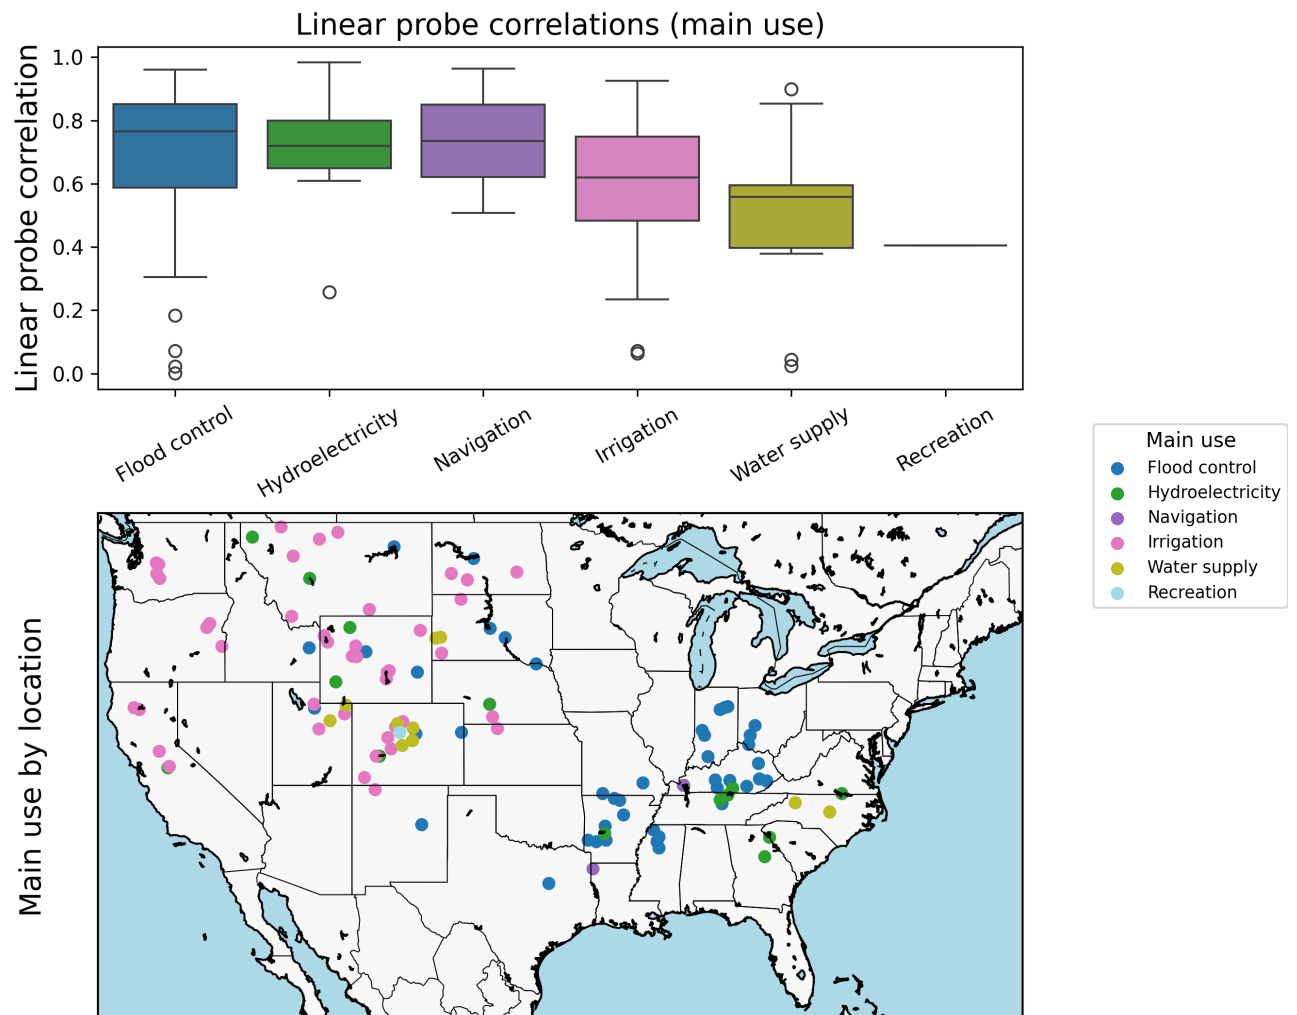 Linear probe correlations (main use)
Linear probe correlation
1.0
0.8
0.6
0.4
0.2
0.0
Flood control
Hydroelectricity
Navigation
Irrigation
Water supply
Recreation
Main use
Flood control
Hydroelectricity
Navigation
Irrigation
Water supply
Recreation
Main use by location